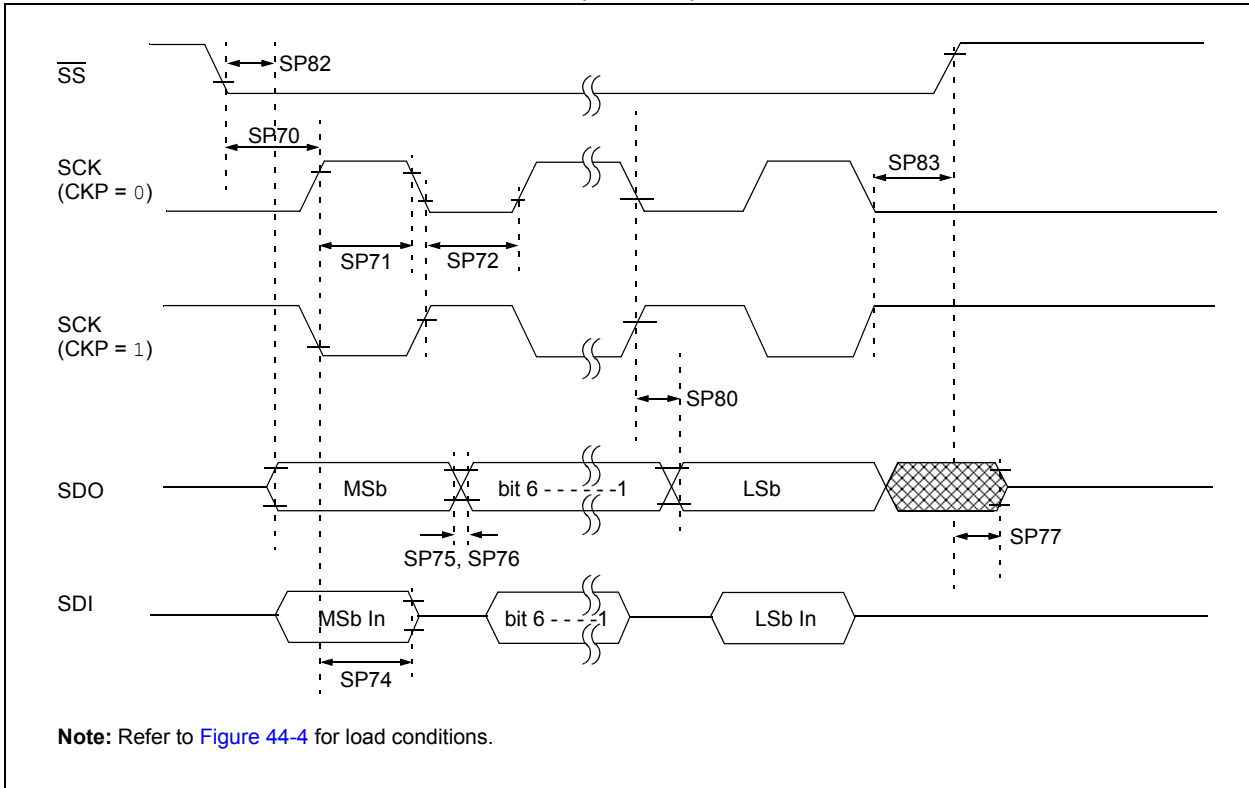 SS
SP82
SP70
SCK
(CKP = 0)
SP83
SP71
SP72
SCK
(CKP = 1)
SP80
SDO
MSb
bit 6 - - - - - -1
LSb
SP75, SP76
SP77
SDI
MSb In
bit 6 - - - -1
LSb In
SP74
Note: Refer to Figure 44-4 for load conditions.